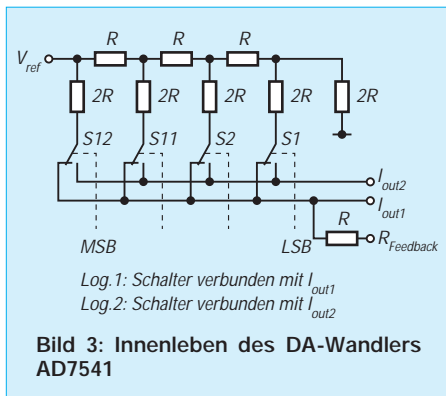 R R R
V_ref
2R 2R 2R 2R 2R
S12 S11 S2 S1
I_out2
I_out1
R
R_Feedback
MSB LSB
Log.1: Schalter verbunden mit I_out1
Log.2: Schalter verbunden mit I_out2
Bild 3: Innenleben des DA-Wandlers
AD7541